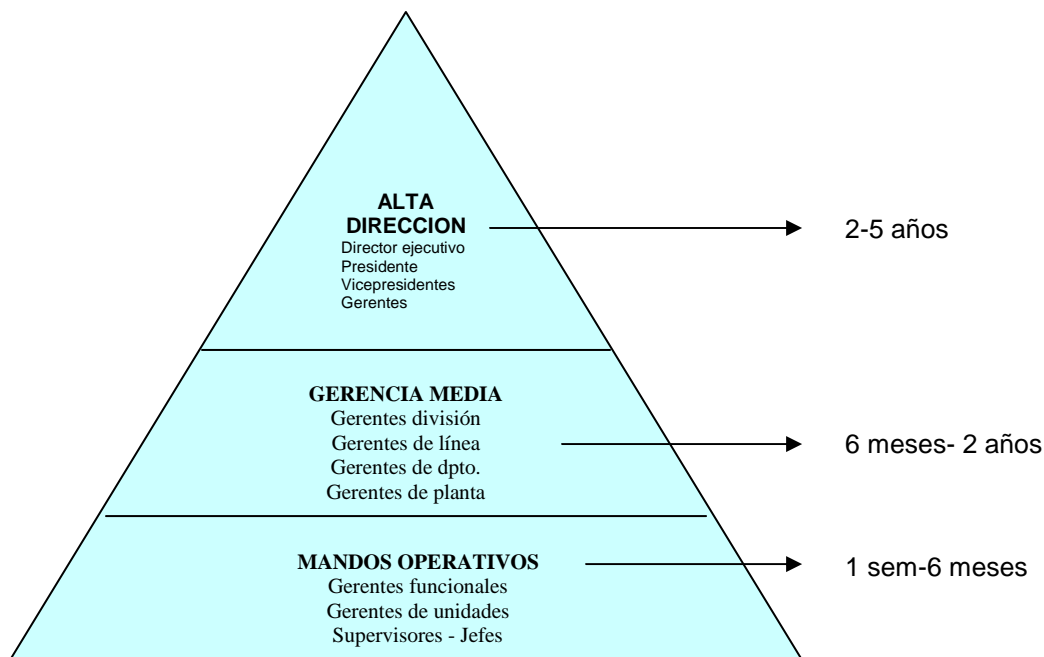 ALTA
DIRECCION
Director ejecutivo
Presidente
Vicepresidentes
Gerentes
2-5 años
GERENCIA MEDIA
Gerentes división
Gerentes de línea
Gerentes de dpto.
Gerentes de planta
6 meses- 2 años
MANDOS OPERATIVOS
Gerentes funcionales
Gerentes de unidades
Supervisores - Jefes
1 sem-6 meses